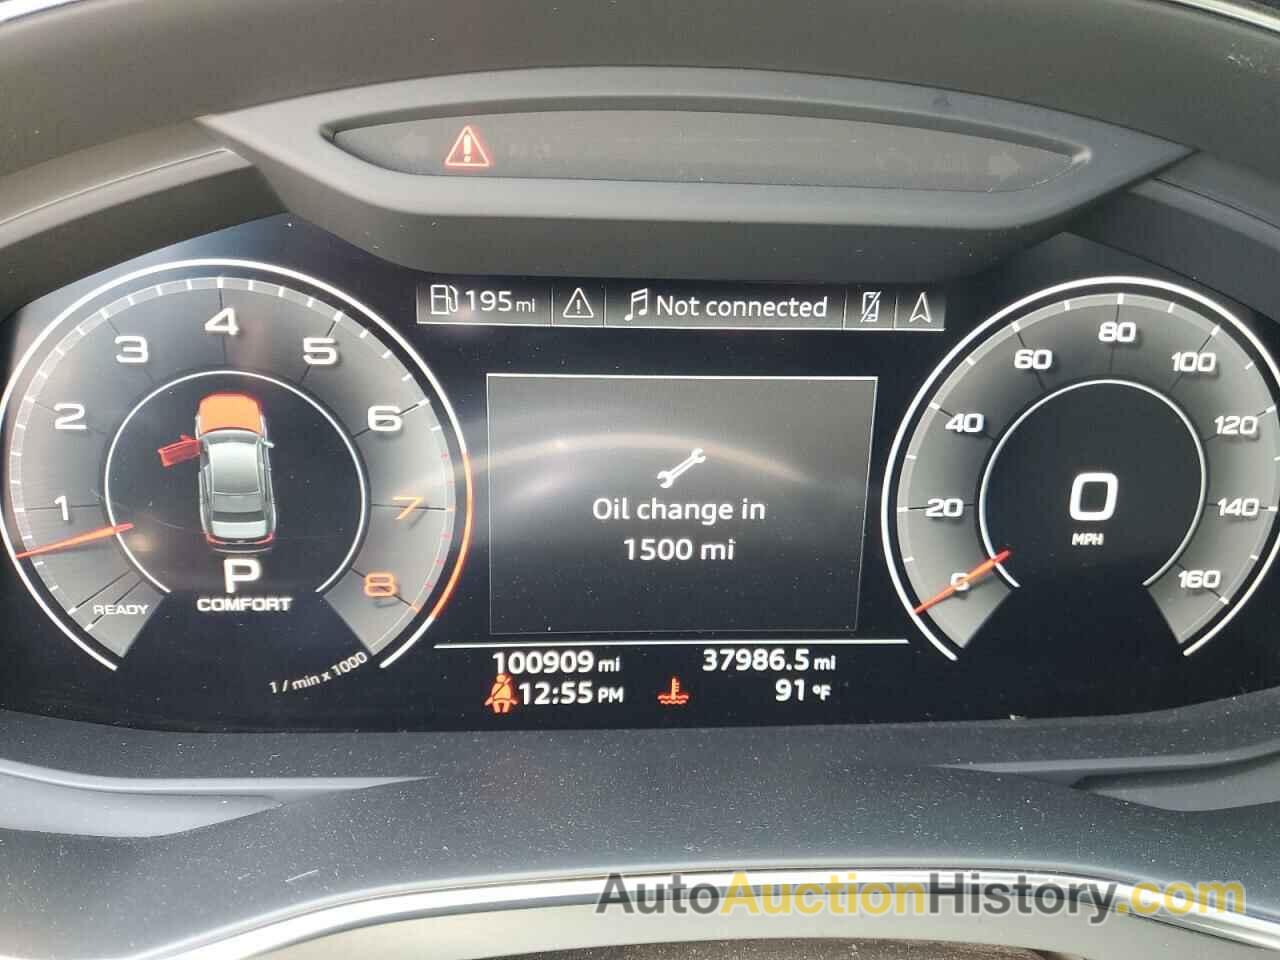 195 mi
Not connected
4
3
5
2
6
1
7
8
READY
P
COMFORT
1 / min x 1000
Oil change in
1500 mi
100909 mi
37986.5 mi
12:55 PM
91 °F
80
60
100
40
120
20
140
0
160
0
MPH
AutoAuctionHistory.com